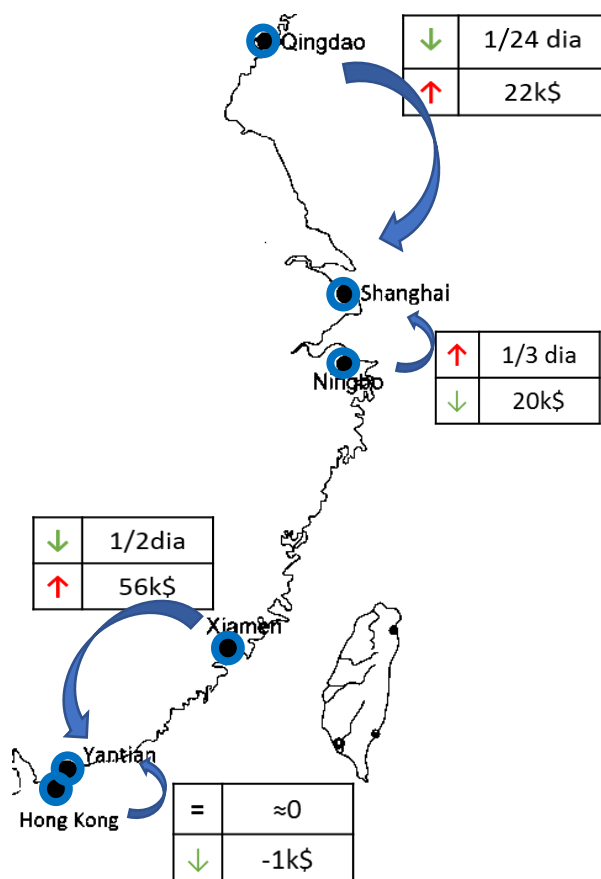 Qingdao
↓ 1/24 dia
↑ 22k$
Shanghai
Ningbo
↑ 1/3 dia
↓ 20k$
↓ 1/2dia
↑ 56k$
Xiamen
Yantian
Hong Kong
= ≈0
↓ -1k$